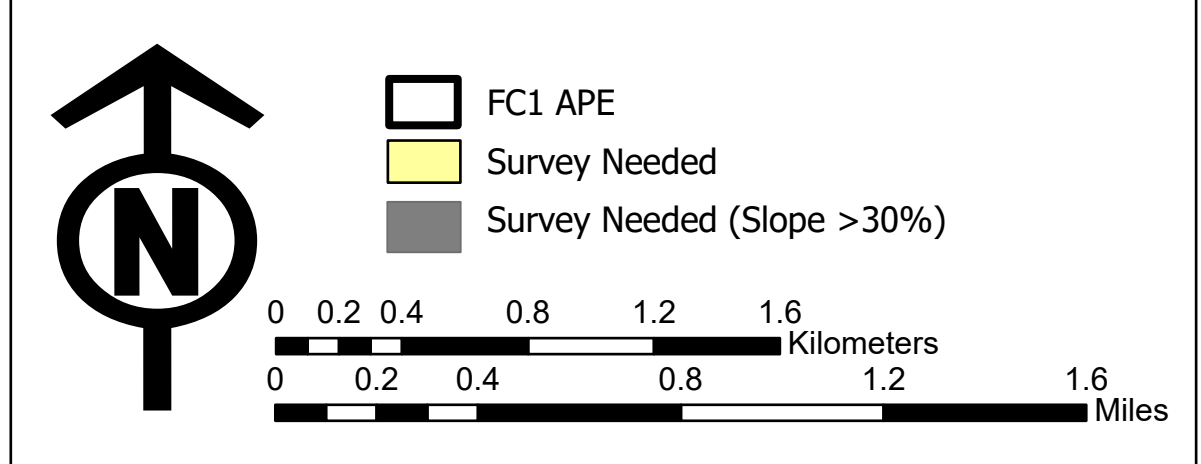 FC1 APE
Survey Needed
N
Survey Needed (Slope >30%)
0 0.2 0.4 0.8 1.2 1.6
Kilometers
0 0.2 0.4 0.8 1.2 1.6
Miles